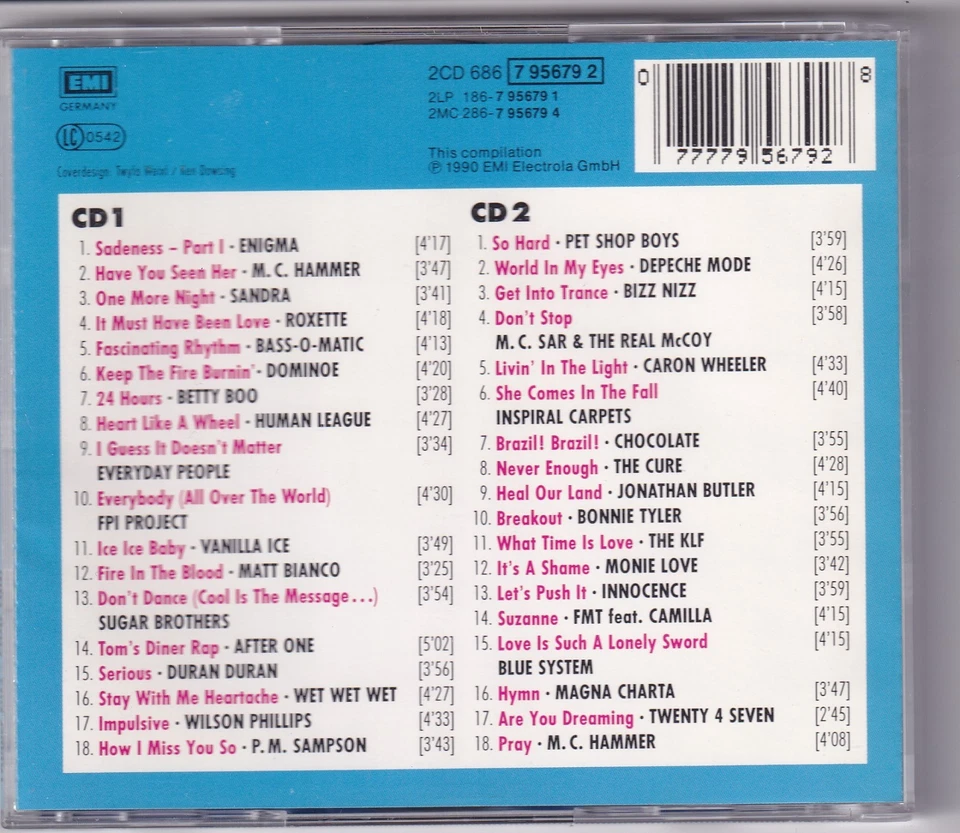 EMI
GERMANY
LC 0542
Coverdesign: Twyla Weixl / Ken Dowsing
2CD 686 7 95679 2
2LP 186-7 95679 1
2MC 286-7 95679 4
This compilation
℗ 1990 EMI Electrola GmbH
0 77779 56792 8
CD 1
1. Sadeness – Part I · ENIGMA [4'17]
2. Have You Seen Her · M. C. HAMMER [3'47]
3. One More Night · SANDRA [3'41]
4. It Must Have Been Love · ROXETTE [4'18]
5. Fascinating Rhythm · BASS-O-MATIC [4'13]
6. Keep The Fire Burnin' · DOMINOE [4'20]
7. 24 Hours · BETTY BOO [3'28]
8. Heart Like A Wheel · HUMAN LEAGUE [4'27]
9. I Guess It Doesn't Matter [3'34]
EVERYDAY PEOPLE
10. Everybody (All Over The World) [4'30]
FPI PROJECT
11. Ice Ice Baby · VANILLA ICE [3'49]
12. Fire In The Blood · MATT BIANCO [3'25]
13. Don't Dance (Cool Is The Message...) [3'54]
SUGAR BROTHERS
14. Tom's Diner Rap · AFTER ONE [5'02]
15. Serious · DURAN DURAN [3'56]
16. Stay With Me Heartache · WET WET WET [4'27]
17. Impulsive · WILSON PHILLIPS [4'33]
18. How I Miss You So · P. M. SAMPSON [3'43]
CD 2
1. So Hard · PET SHOP BOYS [3'59]
2. World In My Eyes · DEPECHE MODE [4'26]
3. Get Into Trance · BIZZ NIZZ [4'15]
4. Don't Stop [3'58]
M. C. SAR & THE REAL McCOY
5. Livin' In The Light · CARON WHEELER [4'33]
6. She Comes In The Fall [4'40]
INSPIRAL CARPETS
7. Brazil! Brazil! · CHOCOLATE [3'55]
8. Never Enough · THE CURE [4'28]
9. Heal Our Land · JONATHAN BUTLER [4'15]
10. Breakout · BONNIE TYLER [3'56]
11. What Time Is Love · THE KLF [3'55]
12. It's A Shame · MONIE LOVE [3'42]
13. Let's Push It · INNOCENCE [3'59]
14. Suzanne · FMT feat. CAMILLA [4'15]
15. Love Is Such A Lonely Sword [4'15]
BLUE SYSTEM
16. Hymn · MAGNA CHARTA [3'47]
17. Are You Dreaming · TWENTY 4 SEVEN [2'45]
18. Pray · M. C. HAMMER [4'08]